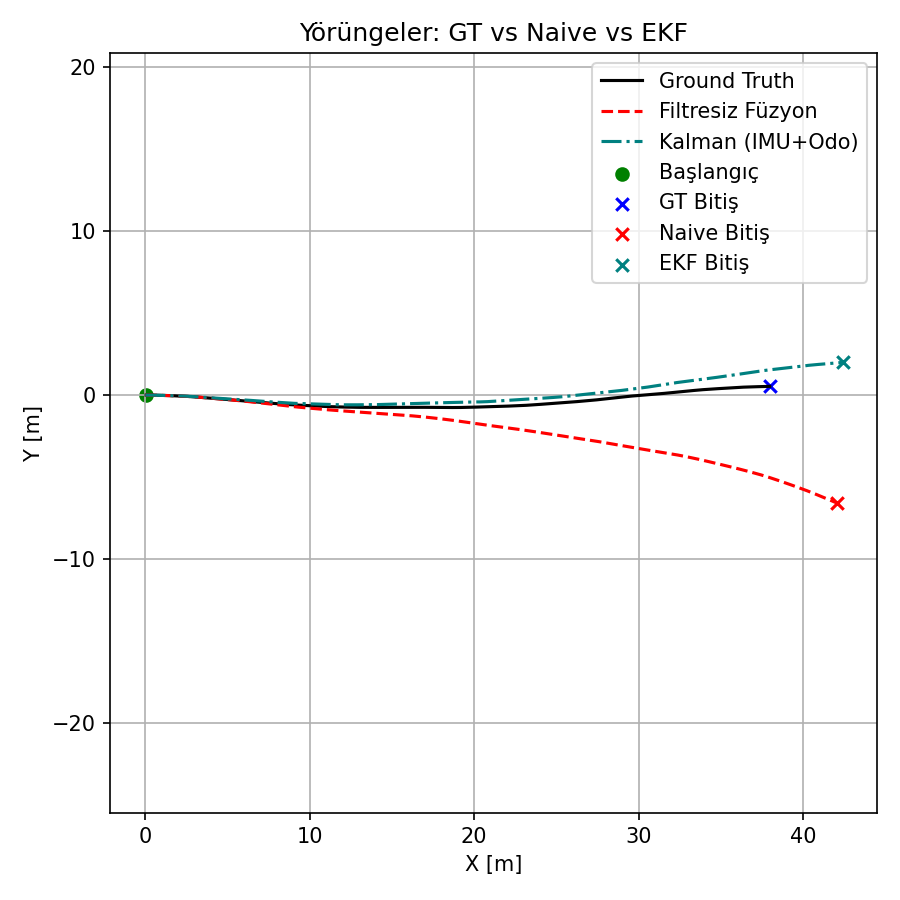 Yörüngeler: GT vs Naive vs EKF
Ground Truth
Filtresiz Füzyon
Kalman (IMU+Odo)
Başlangıç
GT Bitiş
Naive Bitiş
EKF Bitiş
20
10
0
−10
−20
Y [m]
0
10
20
30
40
X [m]